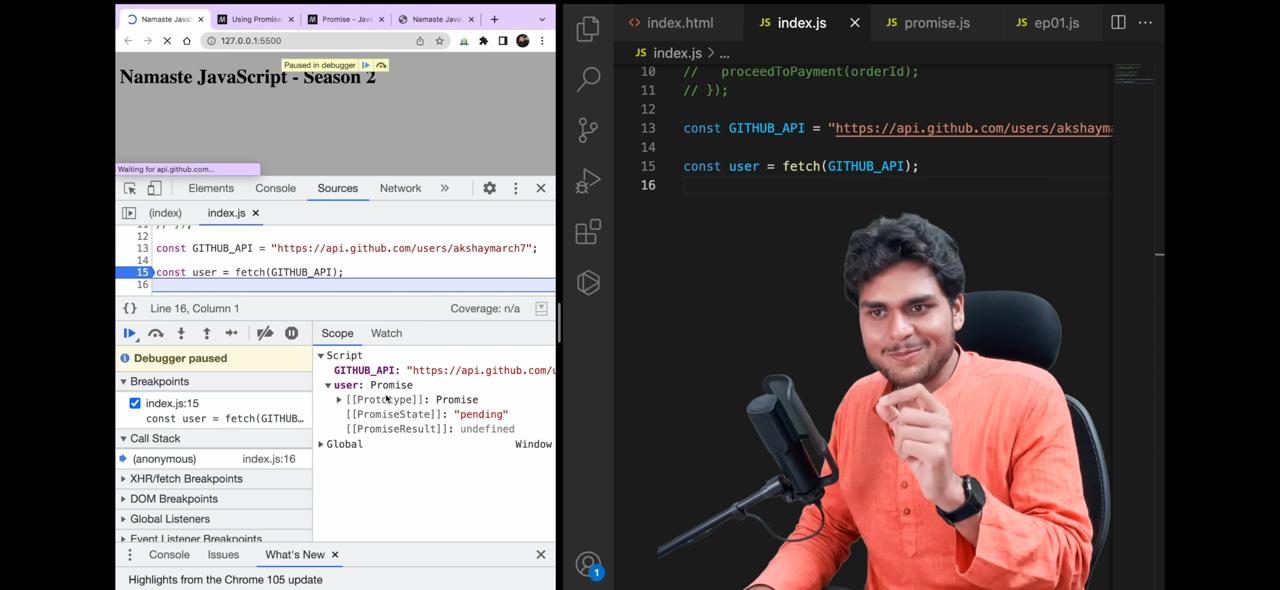 Namaste Java
Using Promise
Promise - Jav
Namaste Java
127.0.0.1:5500
Paused in debugger
Namaste JavaScript - Season 2
Waiting for api.github.com...
Elements Console Sources Network
(index) index.js
12
13 const GITHUB_API = "https://api.github.com/users/akshaymarch7";
14
15 const user = fetch(GITHUB_API);
16
{} Line 16, Column 1 Coverage: n/a
Scope Watch
Debugger paused
Breakpoints
index.js:15
const user = fetch(GITHUB…
Call Stack
(anonymous) index.js:16
XHR/fetch Breakpoints
DOM Breakpoints
Global Listeners
Event Listener Breakpoints
Script
GITHUB_API: "https://api.github.com/u
user: Promise
[[Prototype]]: Promise
[[PromiseState]]: "pending"
[[PromiseResult]]: undefined
Global Window
Console Issues What's New
Highlights from the Chrome 105 update
index.html JS index.js JS promise.js JS ep01.js
JS index.js > ...
10 // proceedToPayment(orderId);
11 // });
12
13 const GITHUB_API = "https://api.github.com/users/akshayma
14
15 const user = fetch(GITHUB_API);
16
1